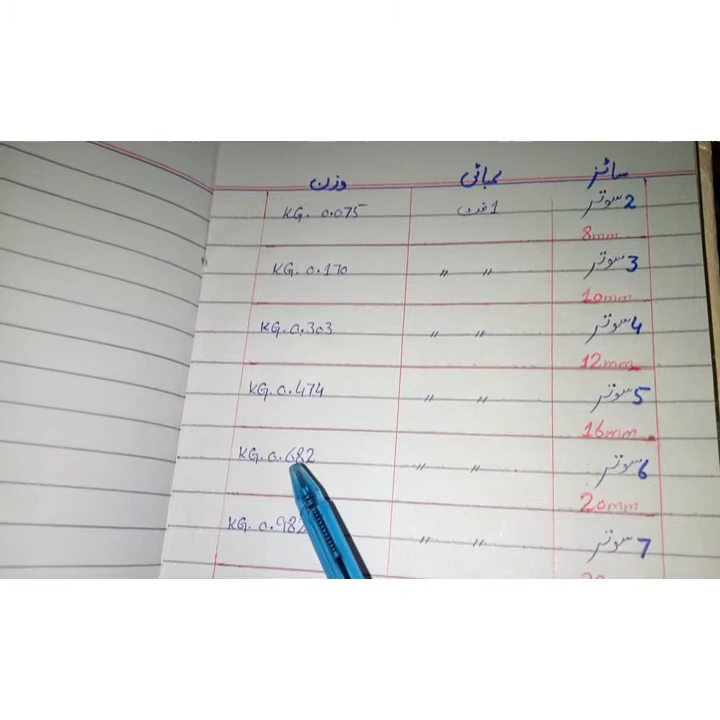 سائز لمبائی وزن
2 سوتر 1 فٹ KG. 0.075
8mm
3 سوتر " " KG. 0.170
10mm
4 سوتر " " KG. 0.303
12mm
5 سوتر " " KG. 0.474
16mm
6 سوتر " " KG. 0.682
20mm
7 سوتر " " KG. 0.982